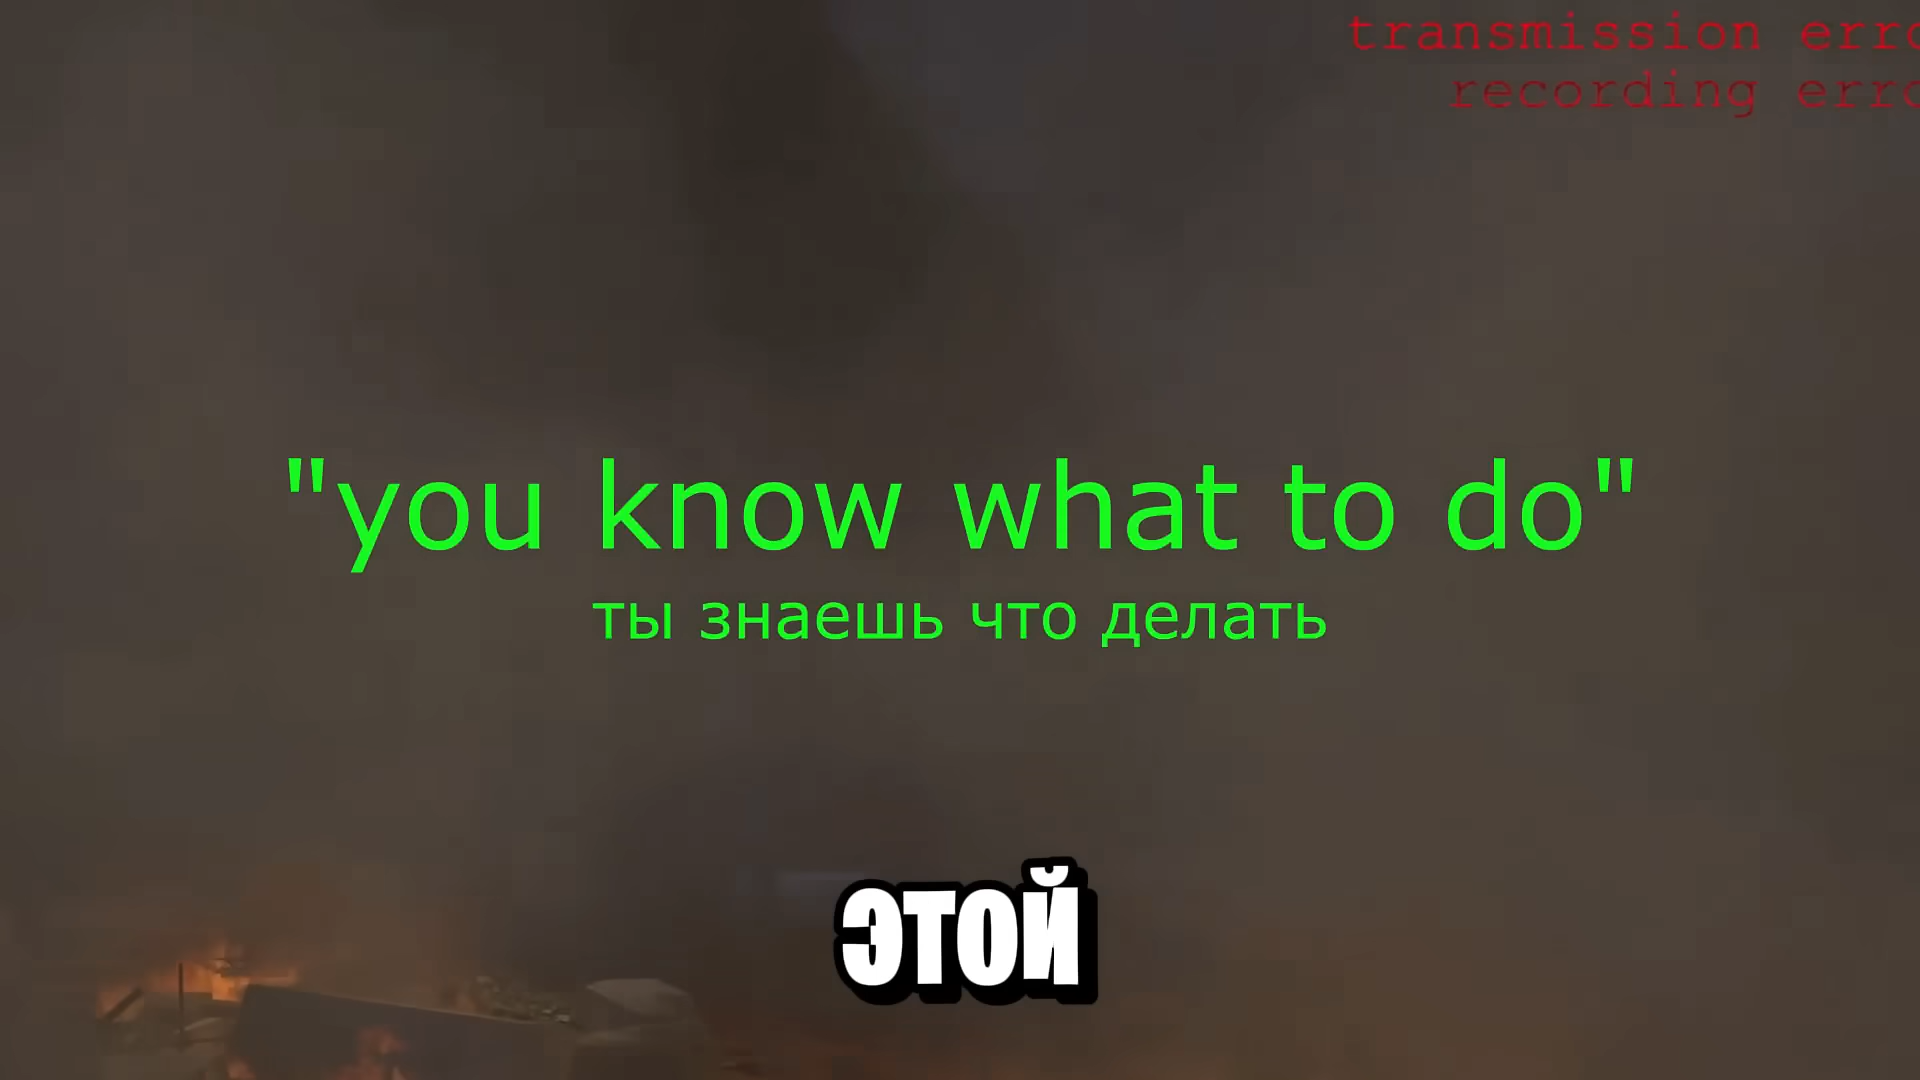 transmission erro
recording erro
"you know what to do"
ты знаешь что делать
ЭТОЙ